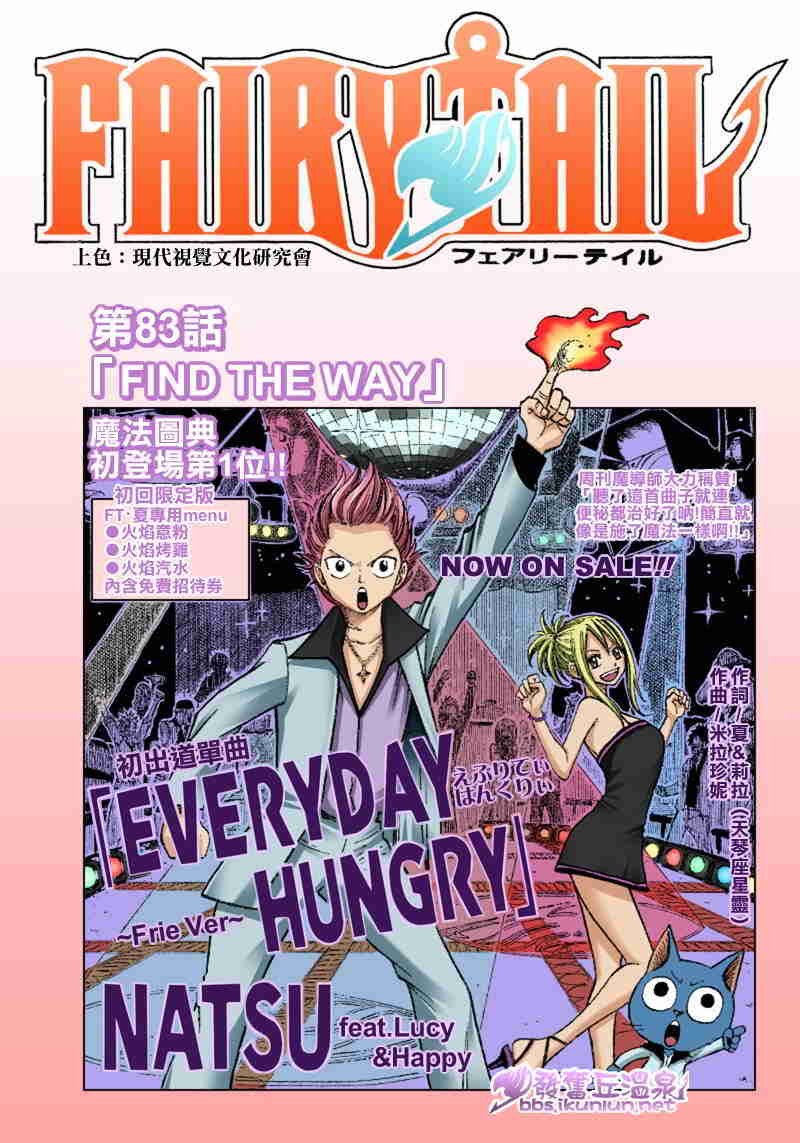 FAIRY TAIL
上色：現代視覺文化研究會
フェアリーテイル
第83話
「FIND THE WAY」
魔法圖典
初登場第1位!!
初回限定版
FT·夏專用menu
●火焰意粉
●火焰烤雞
●火焰汽水
內含免費招待券
周刊魔導師大力稱贊!
「聽了這首曲子就連
便秘都治好了吶!簡直就
像是施了魔法一樣啊!!」
NOW ON SALE!!
作詞/夏&莉拉(天琴座星靈)
作曲/米拉珍妮
初出道單曲
「EVERYDAY
えぶりでぃ
はんぐりぃ
HUNGRY」
~Frie Ver~
NATSU
feat.Lucy
&Happy
發奮丘溫泉
bbs.ikunlun.net